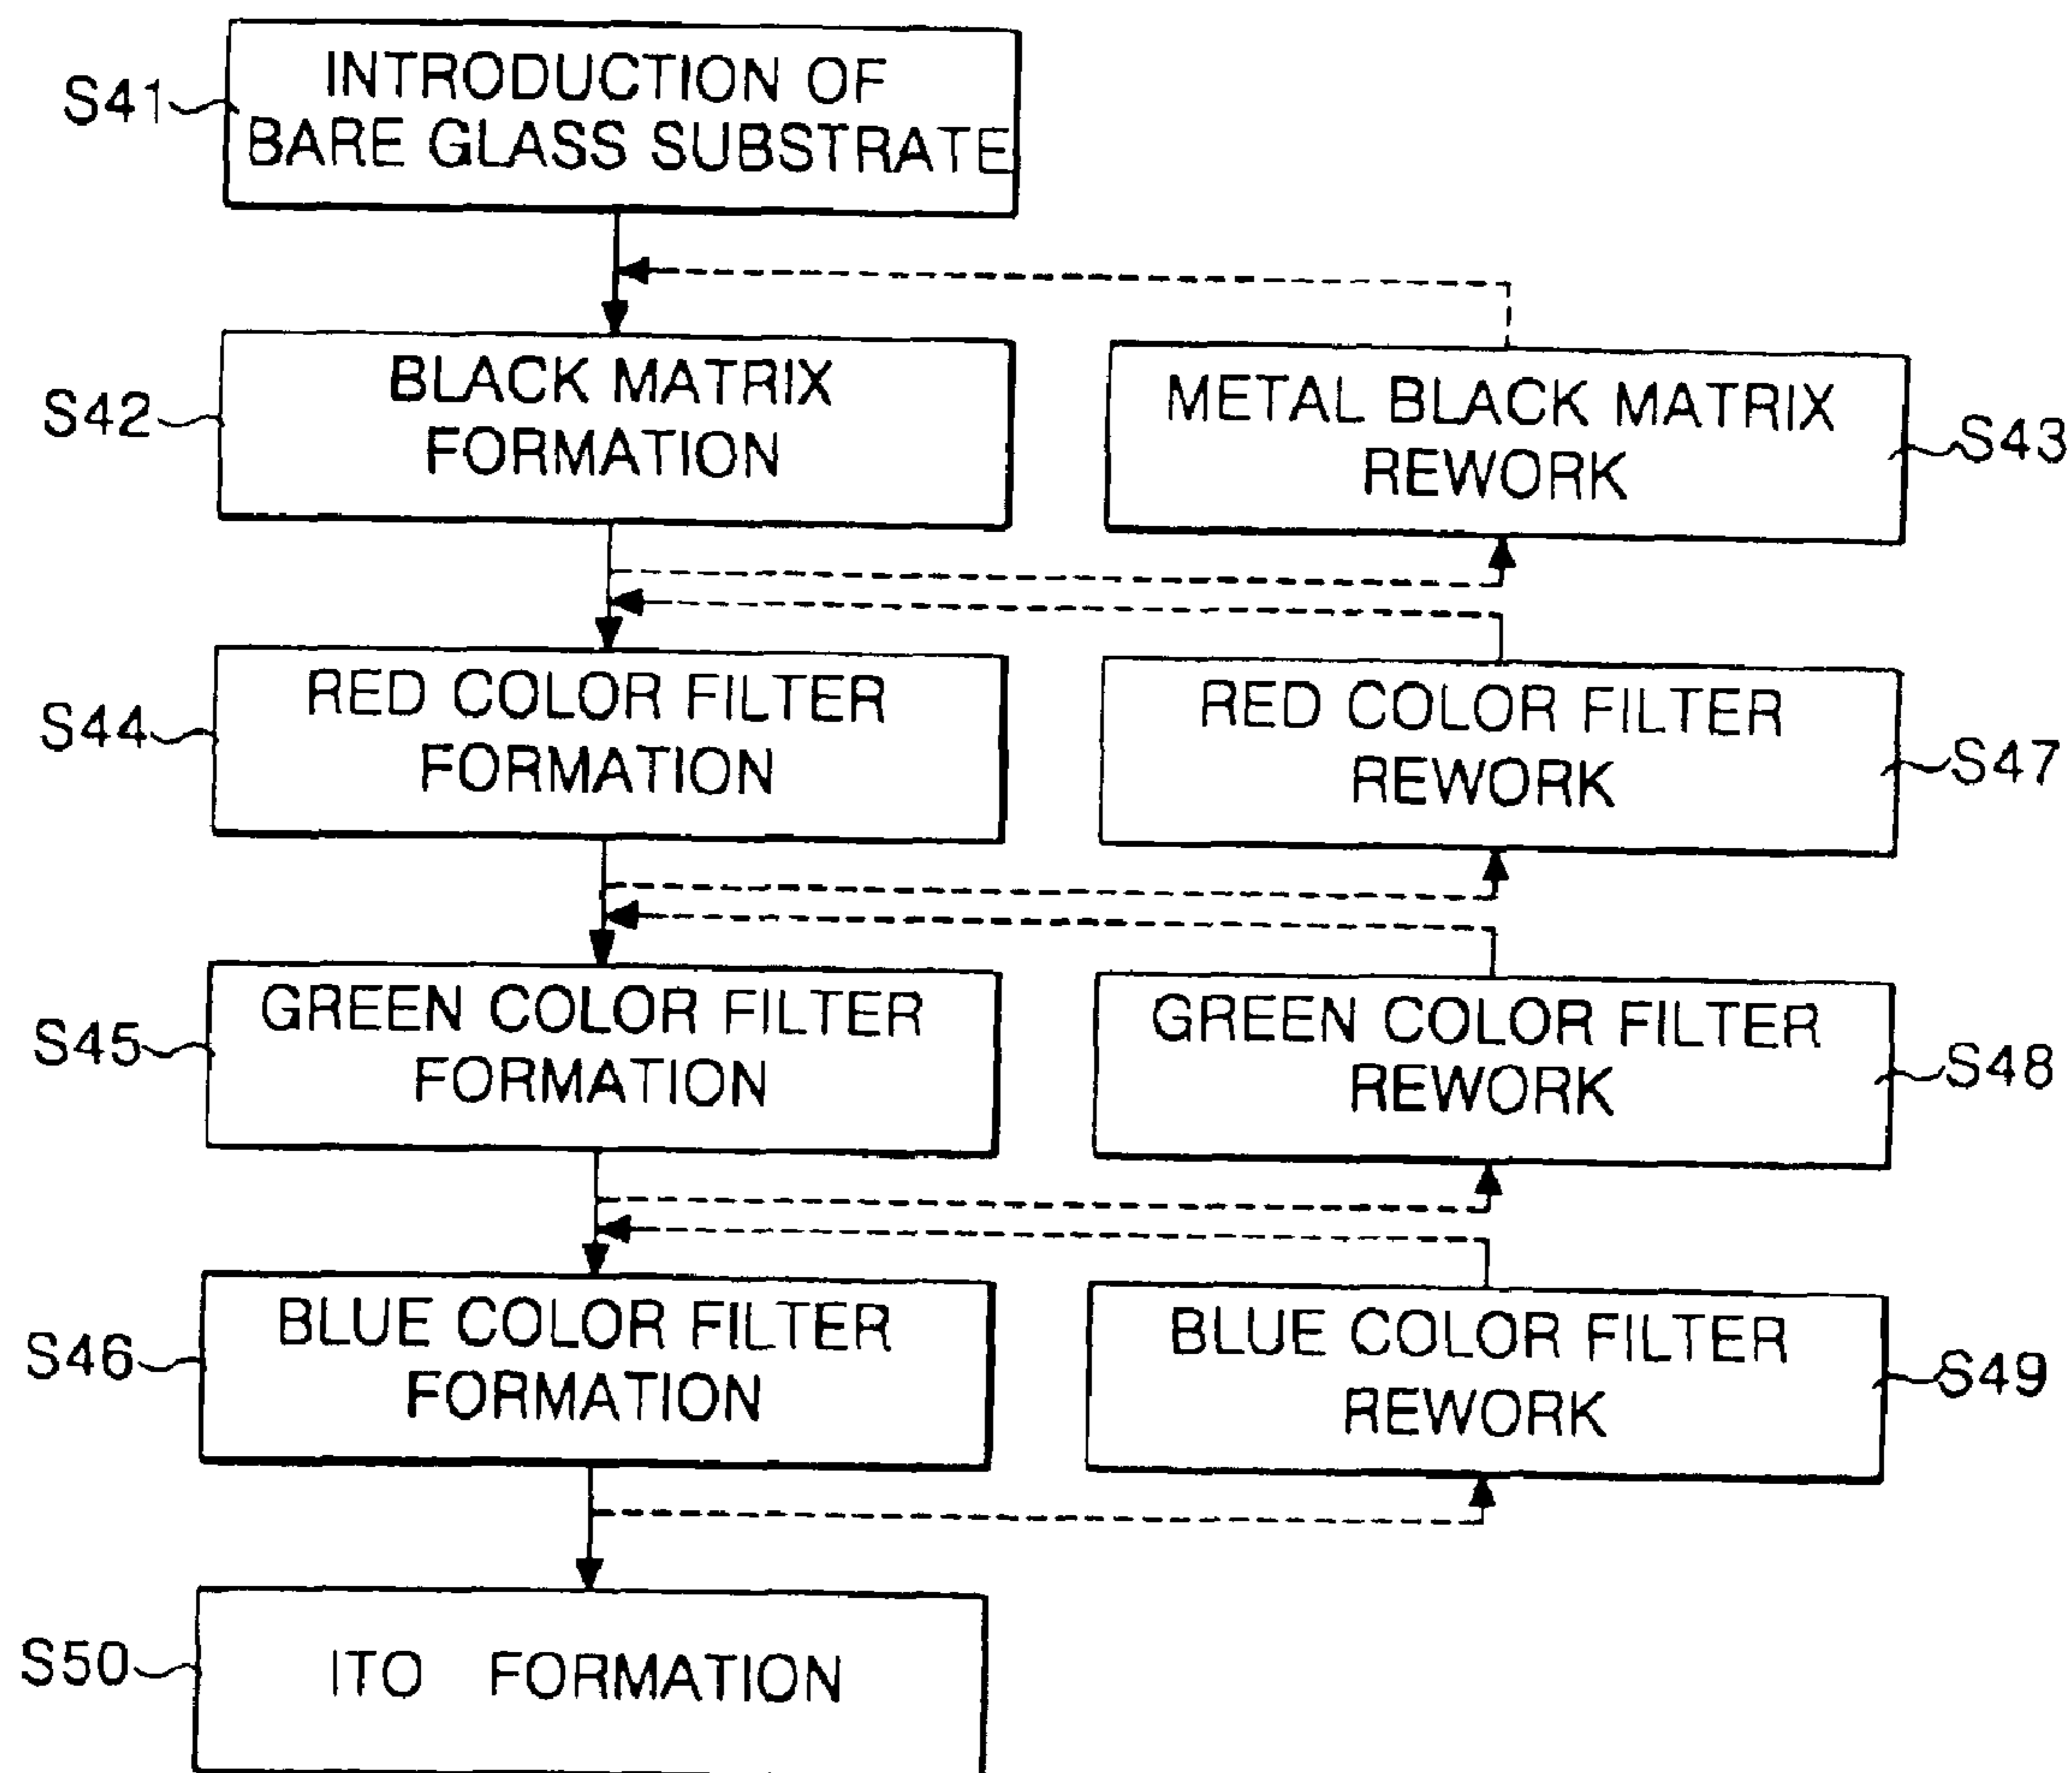 S41
INTRODUCTION OF
BARE GLASS SUBSTRATE
S42
BLACK MATRIX
FORMATION
METAL BLACK MATRIX
REWORK
S43
S44
RED COLOR FILTER
FORMATION
RED COLOR FILTER
REWORK
S47
S45
GREEN COLOR FILTER
FORMATION
GREEN COLOR FILTER
REWORK
S48
S46
BLUE COLOR FILTER
FORMATION
BLUE COLOR FILTER
REWORK
S49
S50
ITO FORMATION